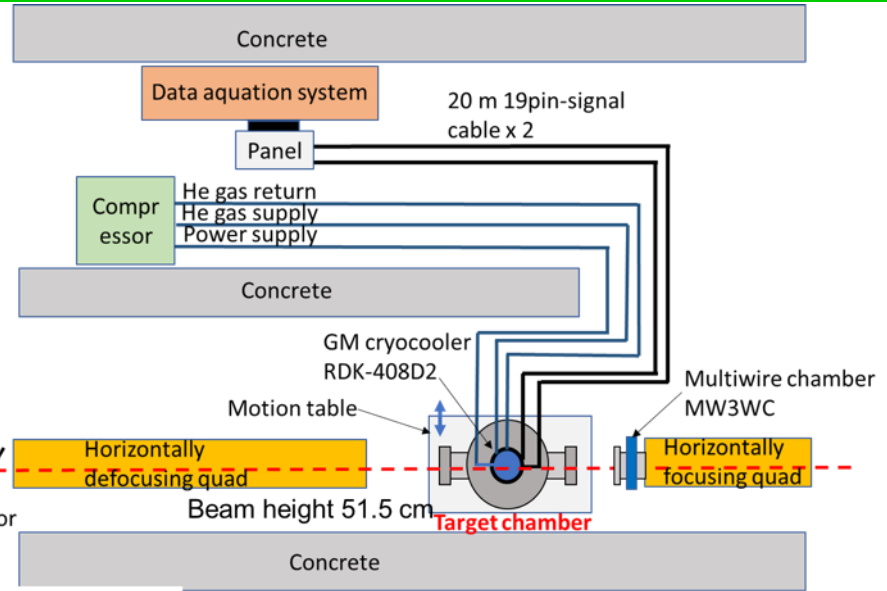 Concrete
Data aquation system
20 m 19pin-signal
cable x 2
Panel
Compr
essor
He gas return
He gas supply
Power supply
Concrete
GM cryocooler
RDK-408D2
Motion table
Multiwire chamber
MW3WC
Horizontally
defocusing quad
Horizontally
focusing quad
Beam height 51.5 cm
Target chamber
or
Concrete